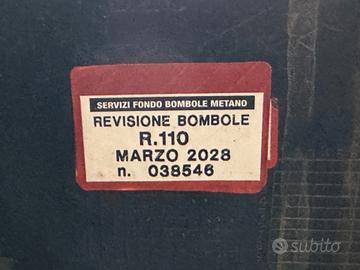 SERVIZI FONDO BOMBOLE METANO
REVISIONE BOMBOLE
R.110
MARZO 2028
n. 038546
subito